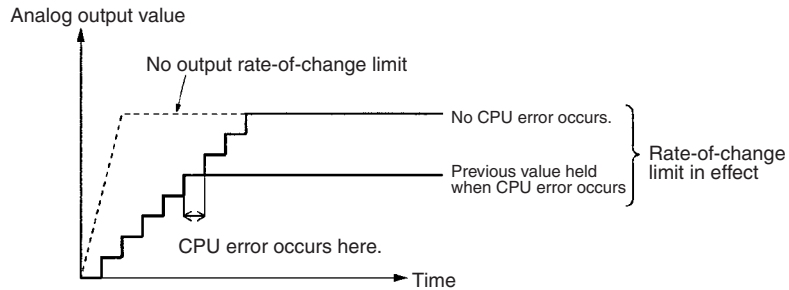 Analog output value
No output rate-of-change limit
No CPU error occurs.
Previous value held
when CPU error occurs
Rate-of-change
limit in effect
CPU error occurs here.
Time